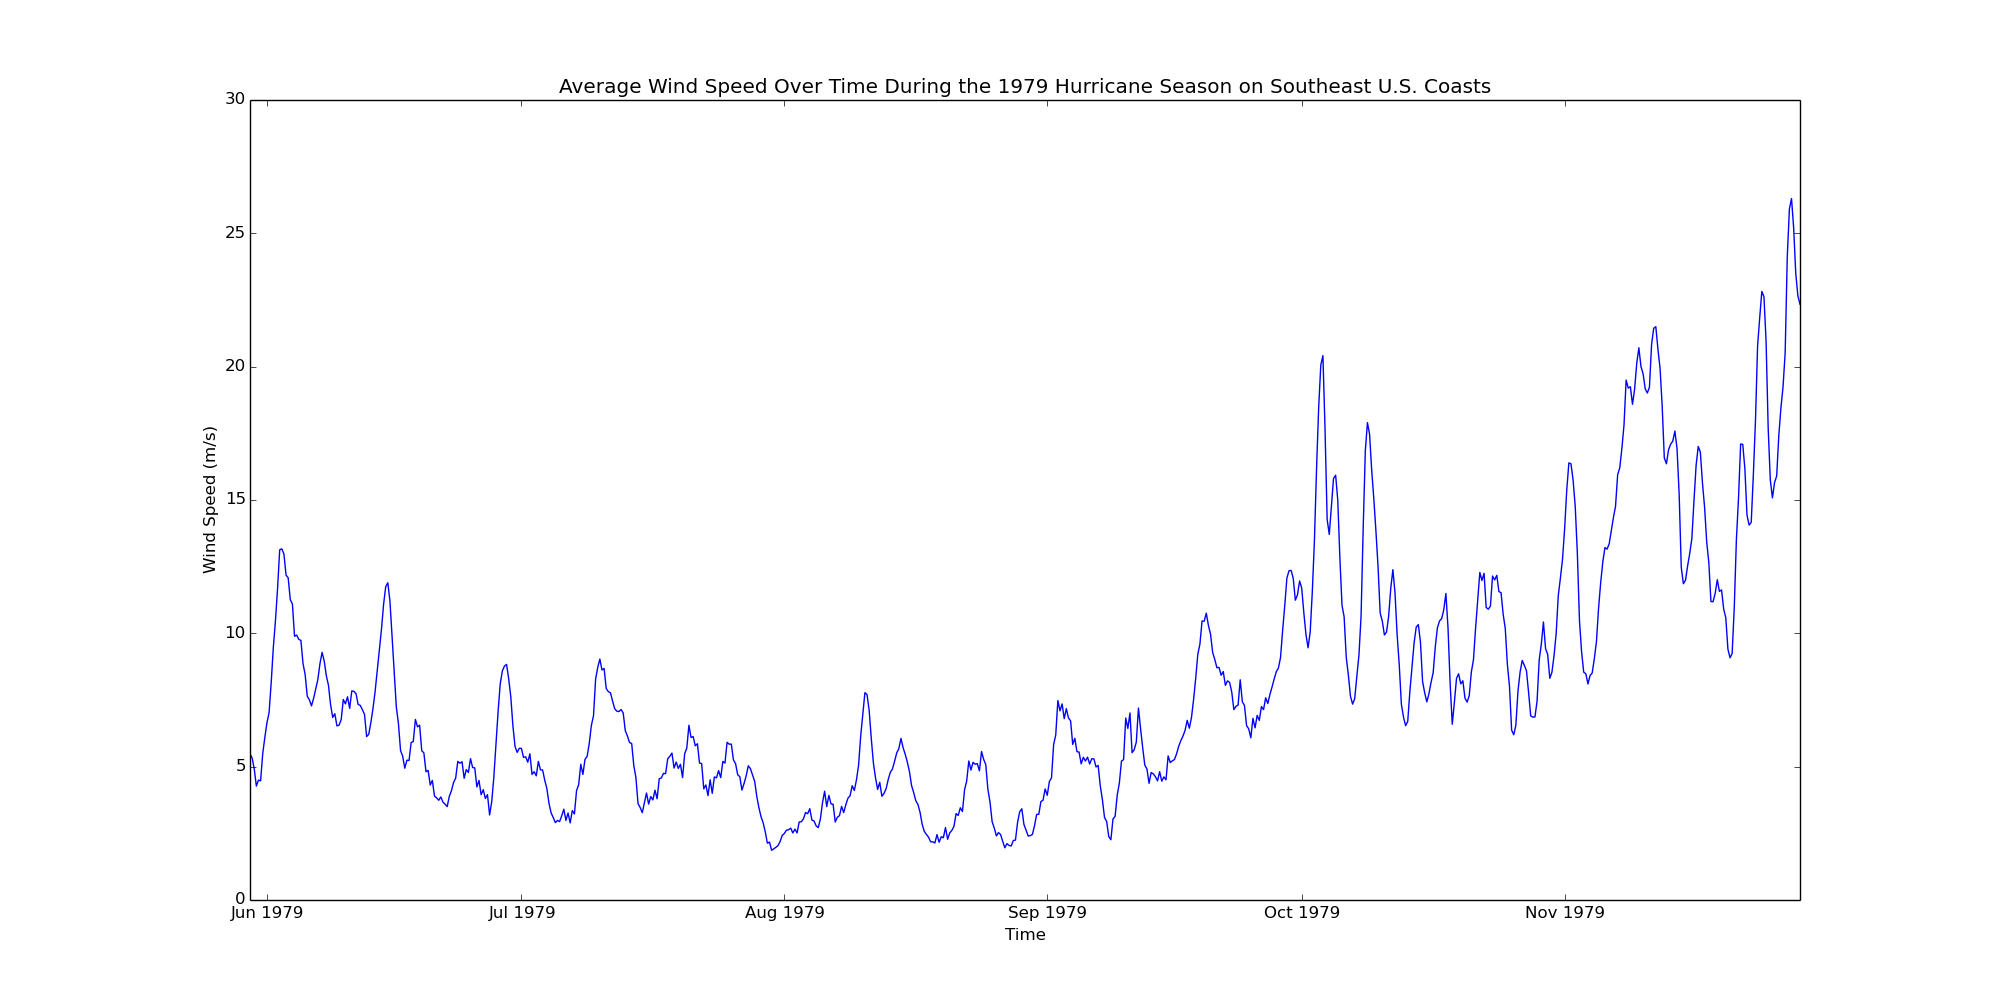 Average Wind Speed Over Time During the 1979 Hurricane Season on Southeast U.S. Coasts
30
25
20
15
10
5
0
Wind Speed (m/s)
Jun 1979 Jul 1979 Aug 1979 Sep 1979 Oct 1979 Nov 1979
Time